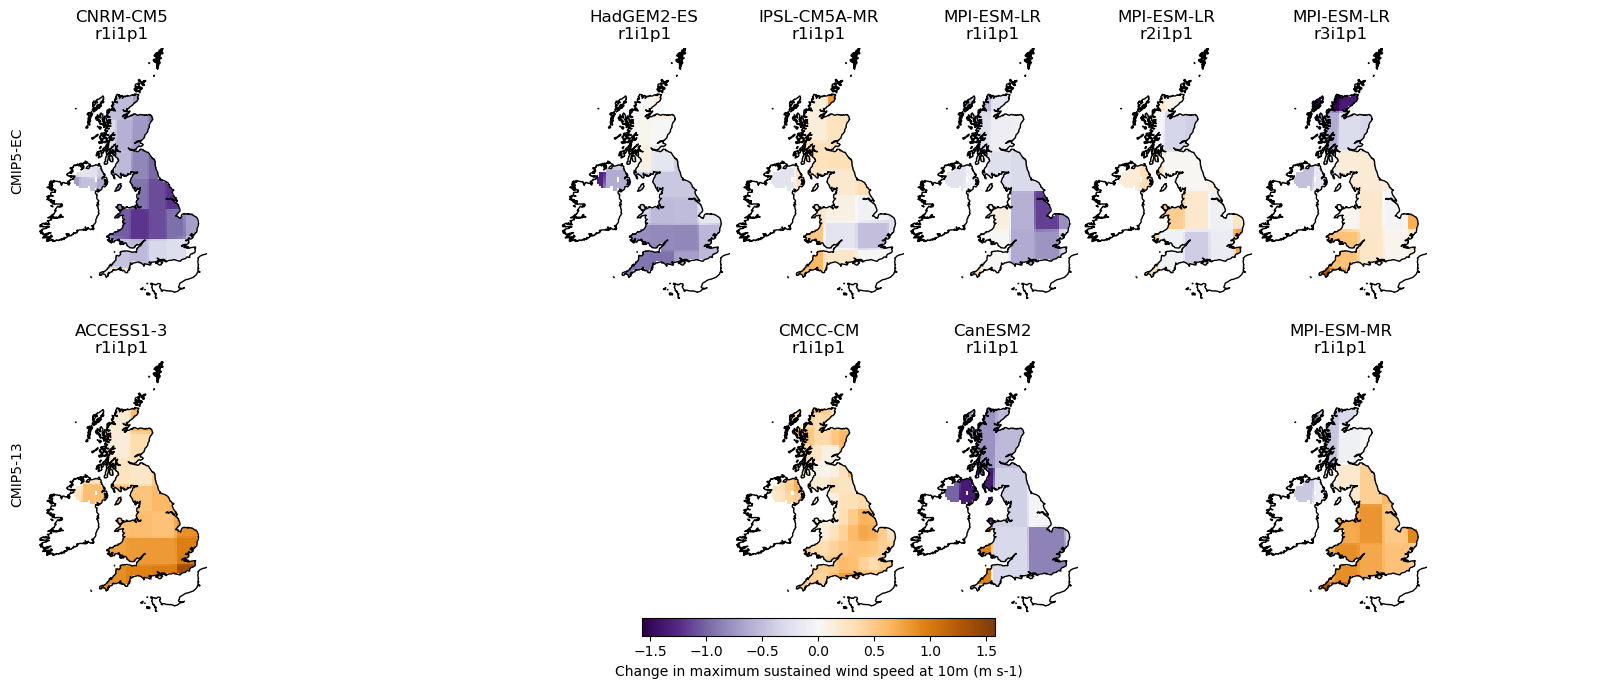 CNRM-CM5
r1i1p1
HadGEM2-ES
r1i1p1
IPSL-CM5A-MR
r1i1p1
MPI-ESM-LR
r1i1p1
MPI-ESM-LR
r2i1p1
MPI-ESM-LR
r3i1p1
CMIP5-EC
ACCESS1-3
r1i1p1
CMCC-CM
r1i1p1
CanESM2
r1i1p1
MPI-ESM-MR
r1i1p1
CMIP5-13
−1.5 −1.0 −0.5 0.0 0.5 1.0 1.5
Change in maximum sustained wind speed at 10m (m s-1)